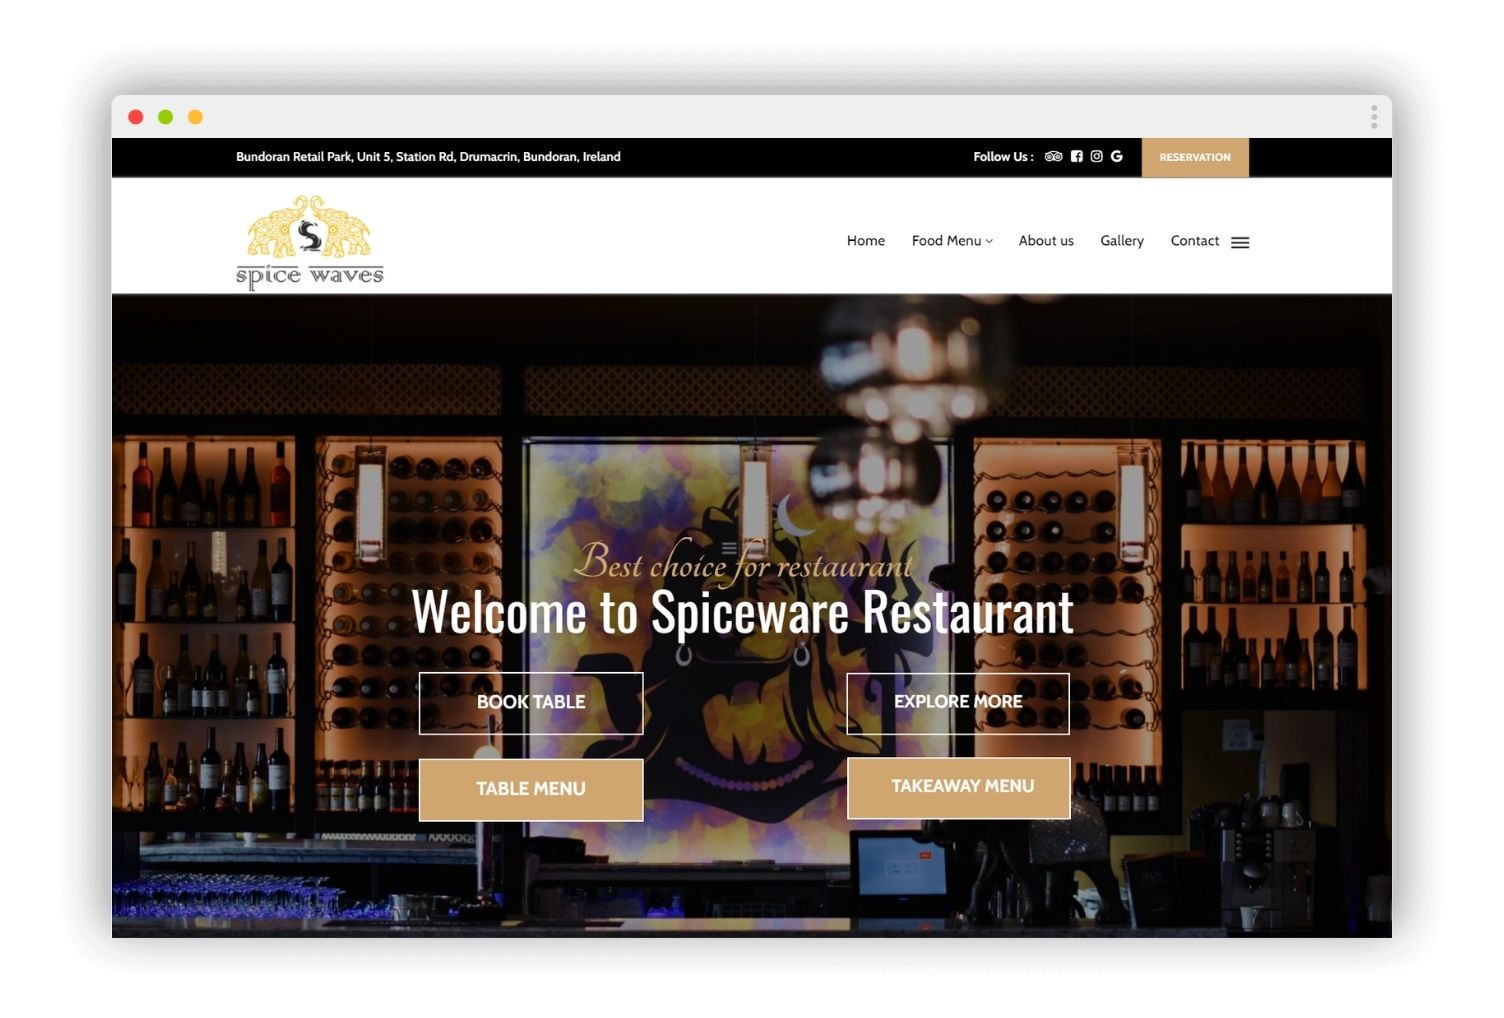 Bundoran Retail Park, Unit 5, Station Rd, Drumacrin, Bundoran, Ireland
Follow Us :
RESERVATION
S
spice waves
Home
Food Menu
About us
Gallery
Contact
Best choice for restaurant
Welcome to Spiceware Restaurant
BOOK TABLE
EXPLORE MORE
TABLE MENU
TAKEAWAY MENU